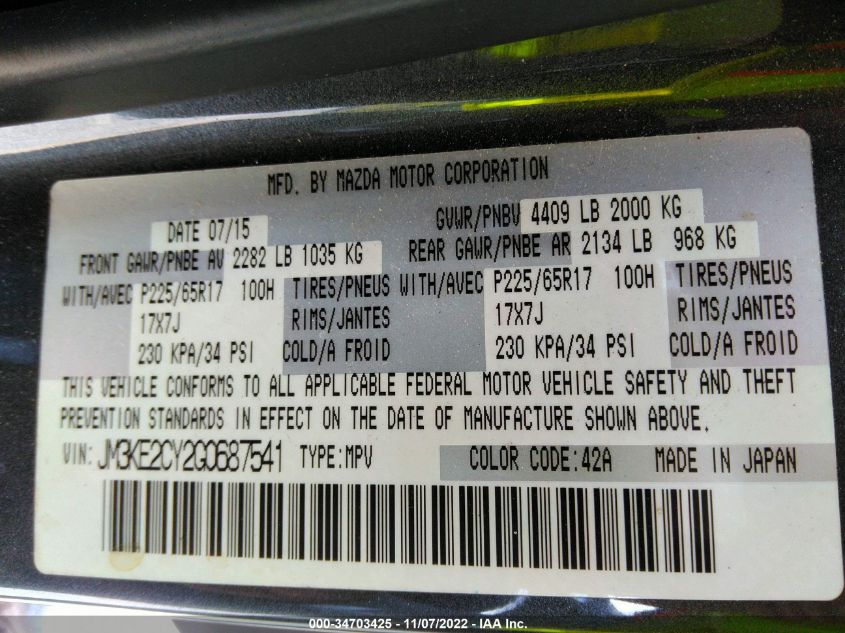 MFD. BY MAZDA MOTOR CORPORATION
DATE 07/15 GVWR/PNBV 4409 LB 2000 KG
FRONT GAWR/PNBE AV 2282 LB 1035 KG REAR GAWR/PNBE AR 2134 LB 968 KG
WITH/AVEC P225/65R17 100H TIRES/PNEUS WITH/AVEC P225/65R17 100H TIRES/PNEUS
17X7J RIMS/JANTES 17X7J RIMS/JANTES
230 KPA/34 PSI COLD/A FROID 230 KPA/34 PSI COLD/A FROID
THIS VEHICLE CONFORMS TO ALL APPLICABLE FEDERAL MOTOR VEHICLE SAFETY AND THEFT
PREVENTION STANDARDS IN EFFECT ON THE DATE OF MANUFACTURE SHOWN ABOVE.
VIN: JM3KE2CY2G0687541 TYPE:MPV COLOR CODE:42A MADE IN JAPAN
000-34703425 - 11/07/2022 - IAA Inc.